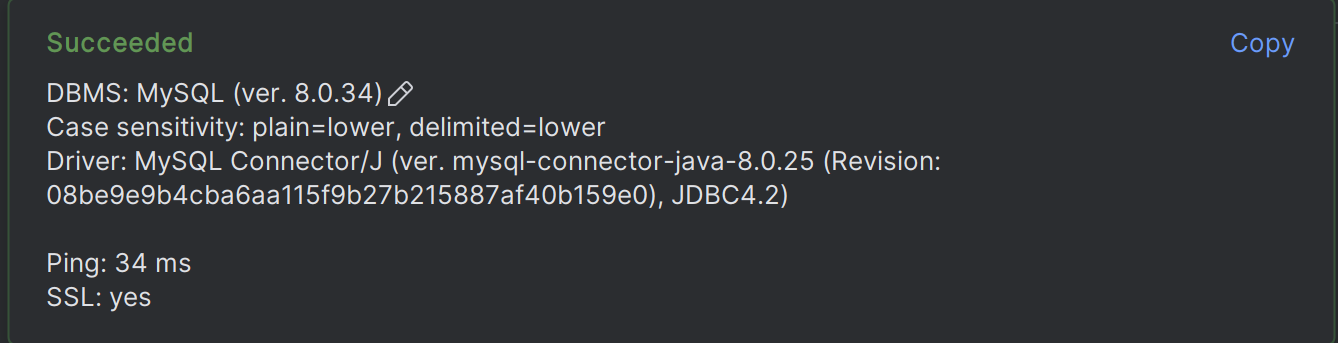 Succeeded
Copy
DBMS: MySQL (ver. 8.0.34)
Case sensitivity: plain=lower, delimited=lower
Driver: MySQL Connector/J (ver. mysql-connector-java-8.0.25 (Revision:
08be9e9b4cba6aa115f9b27b215887af40b159e0), JDBC4.2)
Ping: 34 ms
SSL: yes